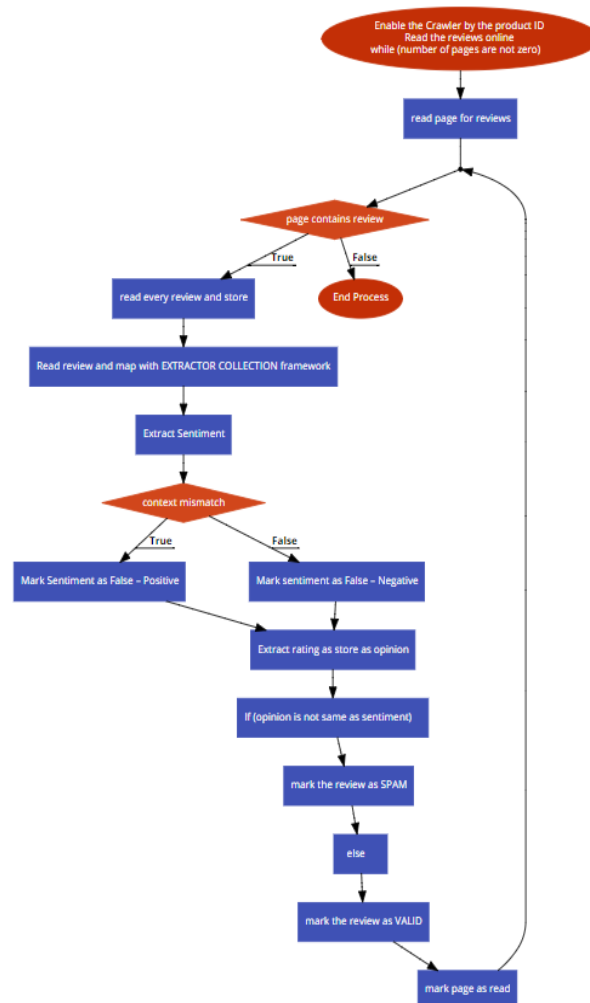 Enable the Crawler by the product ID
Read the reviews online
while (number of pages are not zero)
read page for reviews
page contains review
True
False
read every review and store
End Process
Read review and map with EXTRACTOR COLLECTION framework
Extract Sentiment
context mismatch
True
False
Mark Sentiment as False – Positive
Mark sentiment as False – Negative
Extract rating as store as opinion
If (opinion is not same as sentiment)
mark the review as SPAM
else
mark the review as VALID
mark page as read